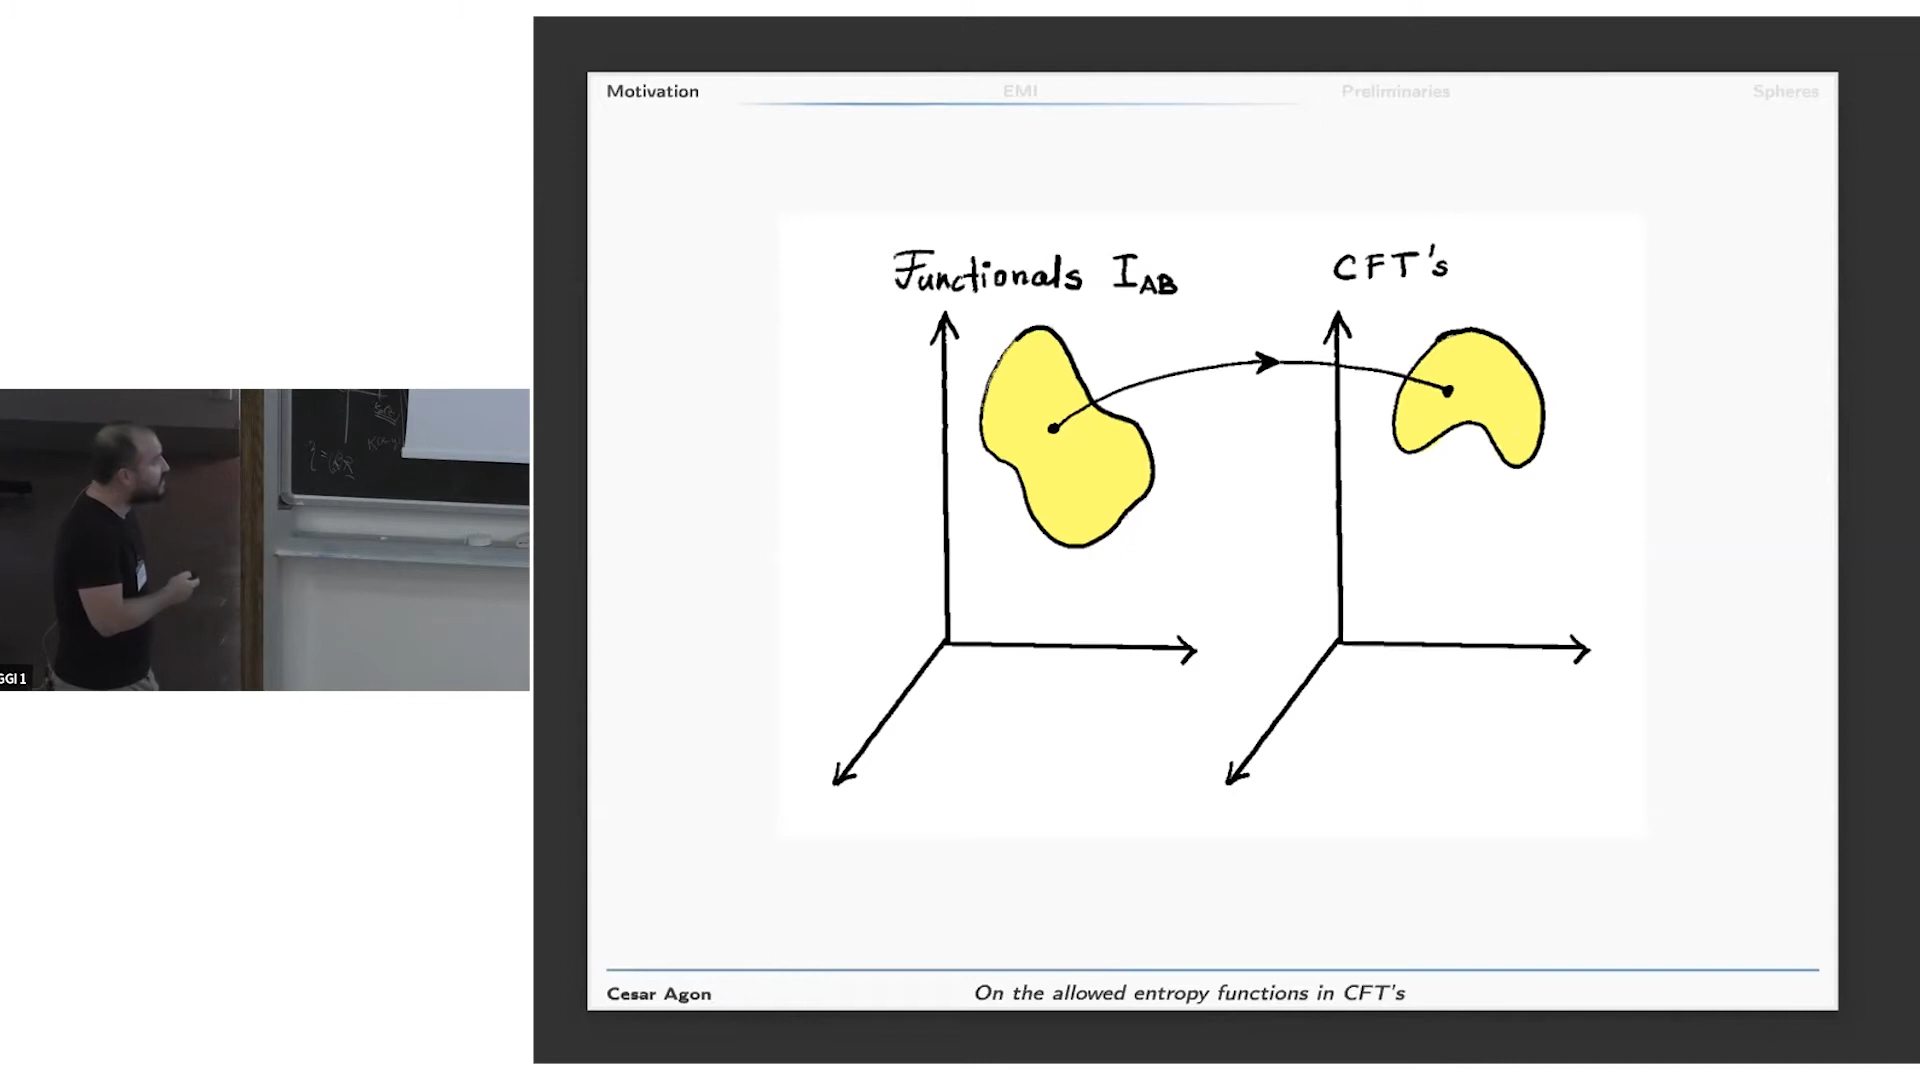 Motivation EMI Preliminaries Spheres
Functionals I_AB CFT's
GGI 1
Cesar Agon On the allowed entropy functions in CFT's